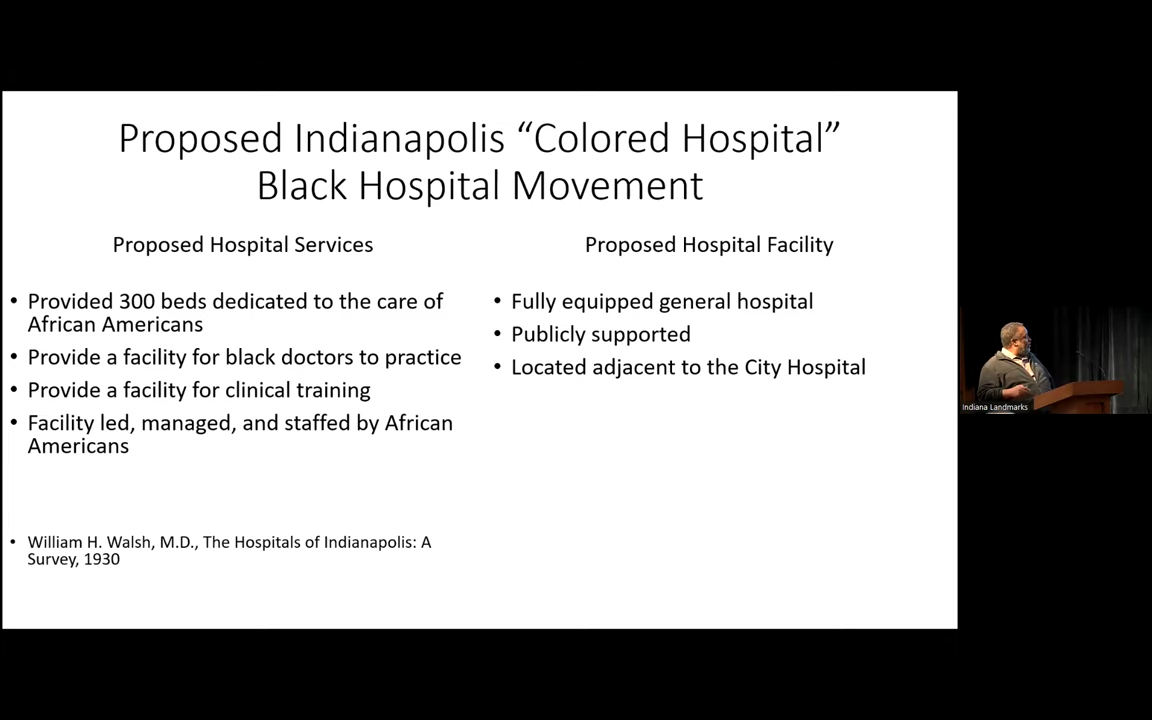 Proposed Indianapolis “Colored Hospital”
Black Hospital Movement
Proposed Hospital Services
• Provided 300 beds dedicated to the care of
African Americans
• Provide a facility for black doctors to practice
• Provide a facility for clinical training
• Facility led, managed, and staffed by African
Americans
• William H. Walsh, M.D., The Hospitals of Indianapolis: A
Survey, 1930
Proposed Hospital Facility
• Fully equipped general hospital
• Publicly supported
• Located adjacent to the City Hospital
Indiana Landmarks